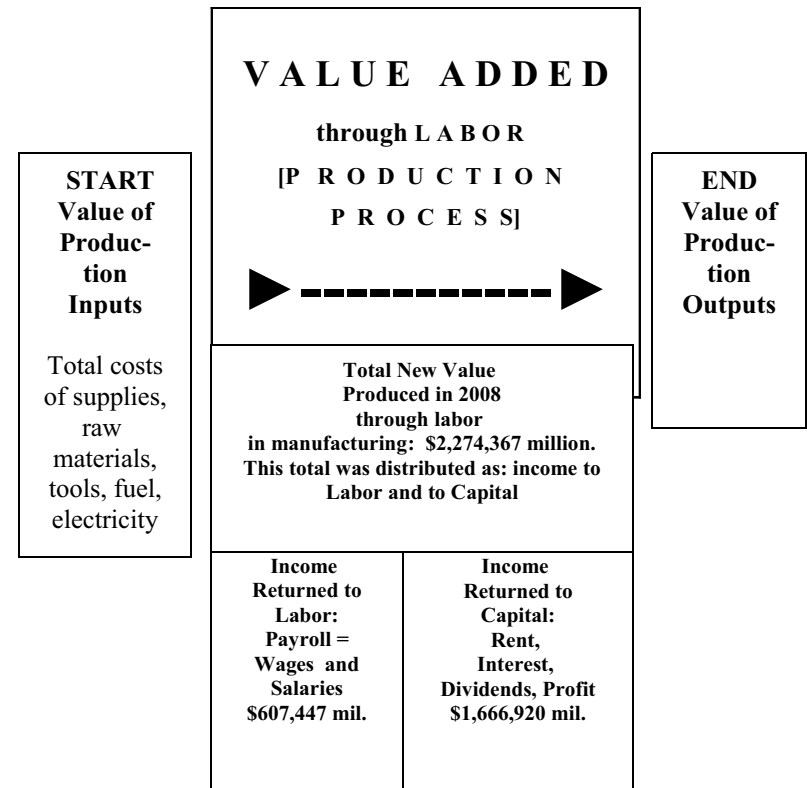 V A L U E A D D E D
through L A B O R
[P R O D U C T I O N
P R O C E S S]
START
Value of
Produc-
tion
Inputs
Total costs
of supplies,
raw
materials,
tools, fuel,
electricity
END
Value of
Produc-
tion
Outputs
Total New Value
Produced in 2008
through labor
in manufacturing: $2,274,367 million.
This total was distributed as: income to
Labor and to Capital
Income
Returned to
Labor:
Payroll =
Wages and
Salaries
$607,447 mil.
Income
Returned to
Capital:
Rent,
Interest,
Dividends, Profit
$1,666,920 mil.